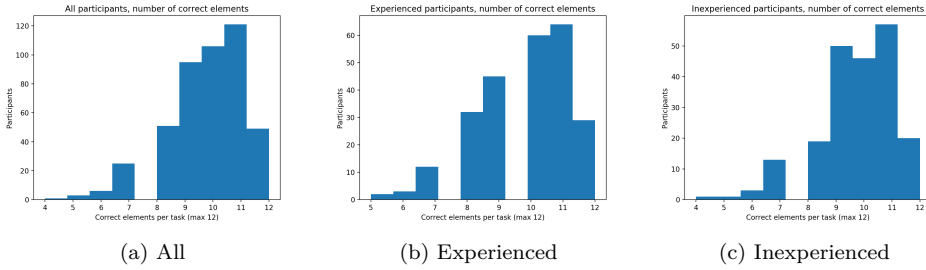 All participants, number of correct elements
120
100
80
60
40
20
0
Participants
4 5 6 7 8 9 10 11 12
Correct elements per task (max 12)
(a) All
Experienced participants, number of correct elements
60
50
40
30
20
10
0
Participants
5 6 7 8 9 10 11 12
Correct elements per task (max 12)
(b) Experienced
Inexperienced participants, number of correct elements
50
40
30
20
10
0
Participants
4 5 6 7 8 9 10 11 12
Correct elements per task (max 12)
(c) Inexperienced